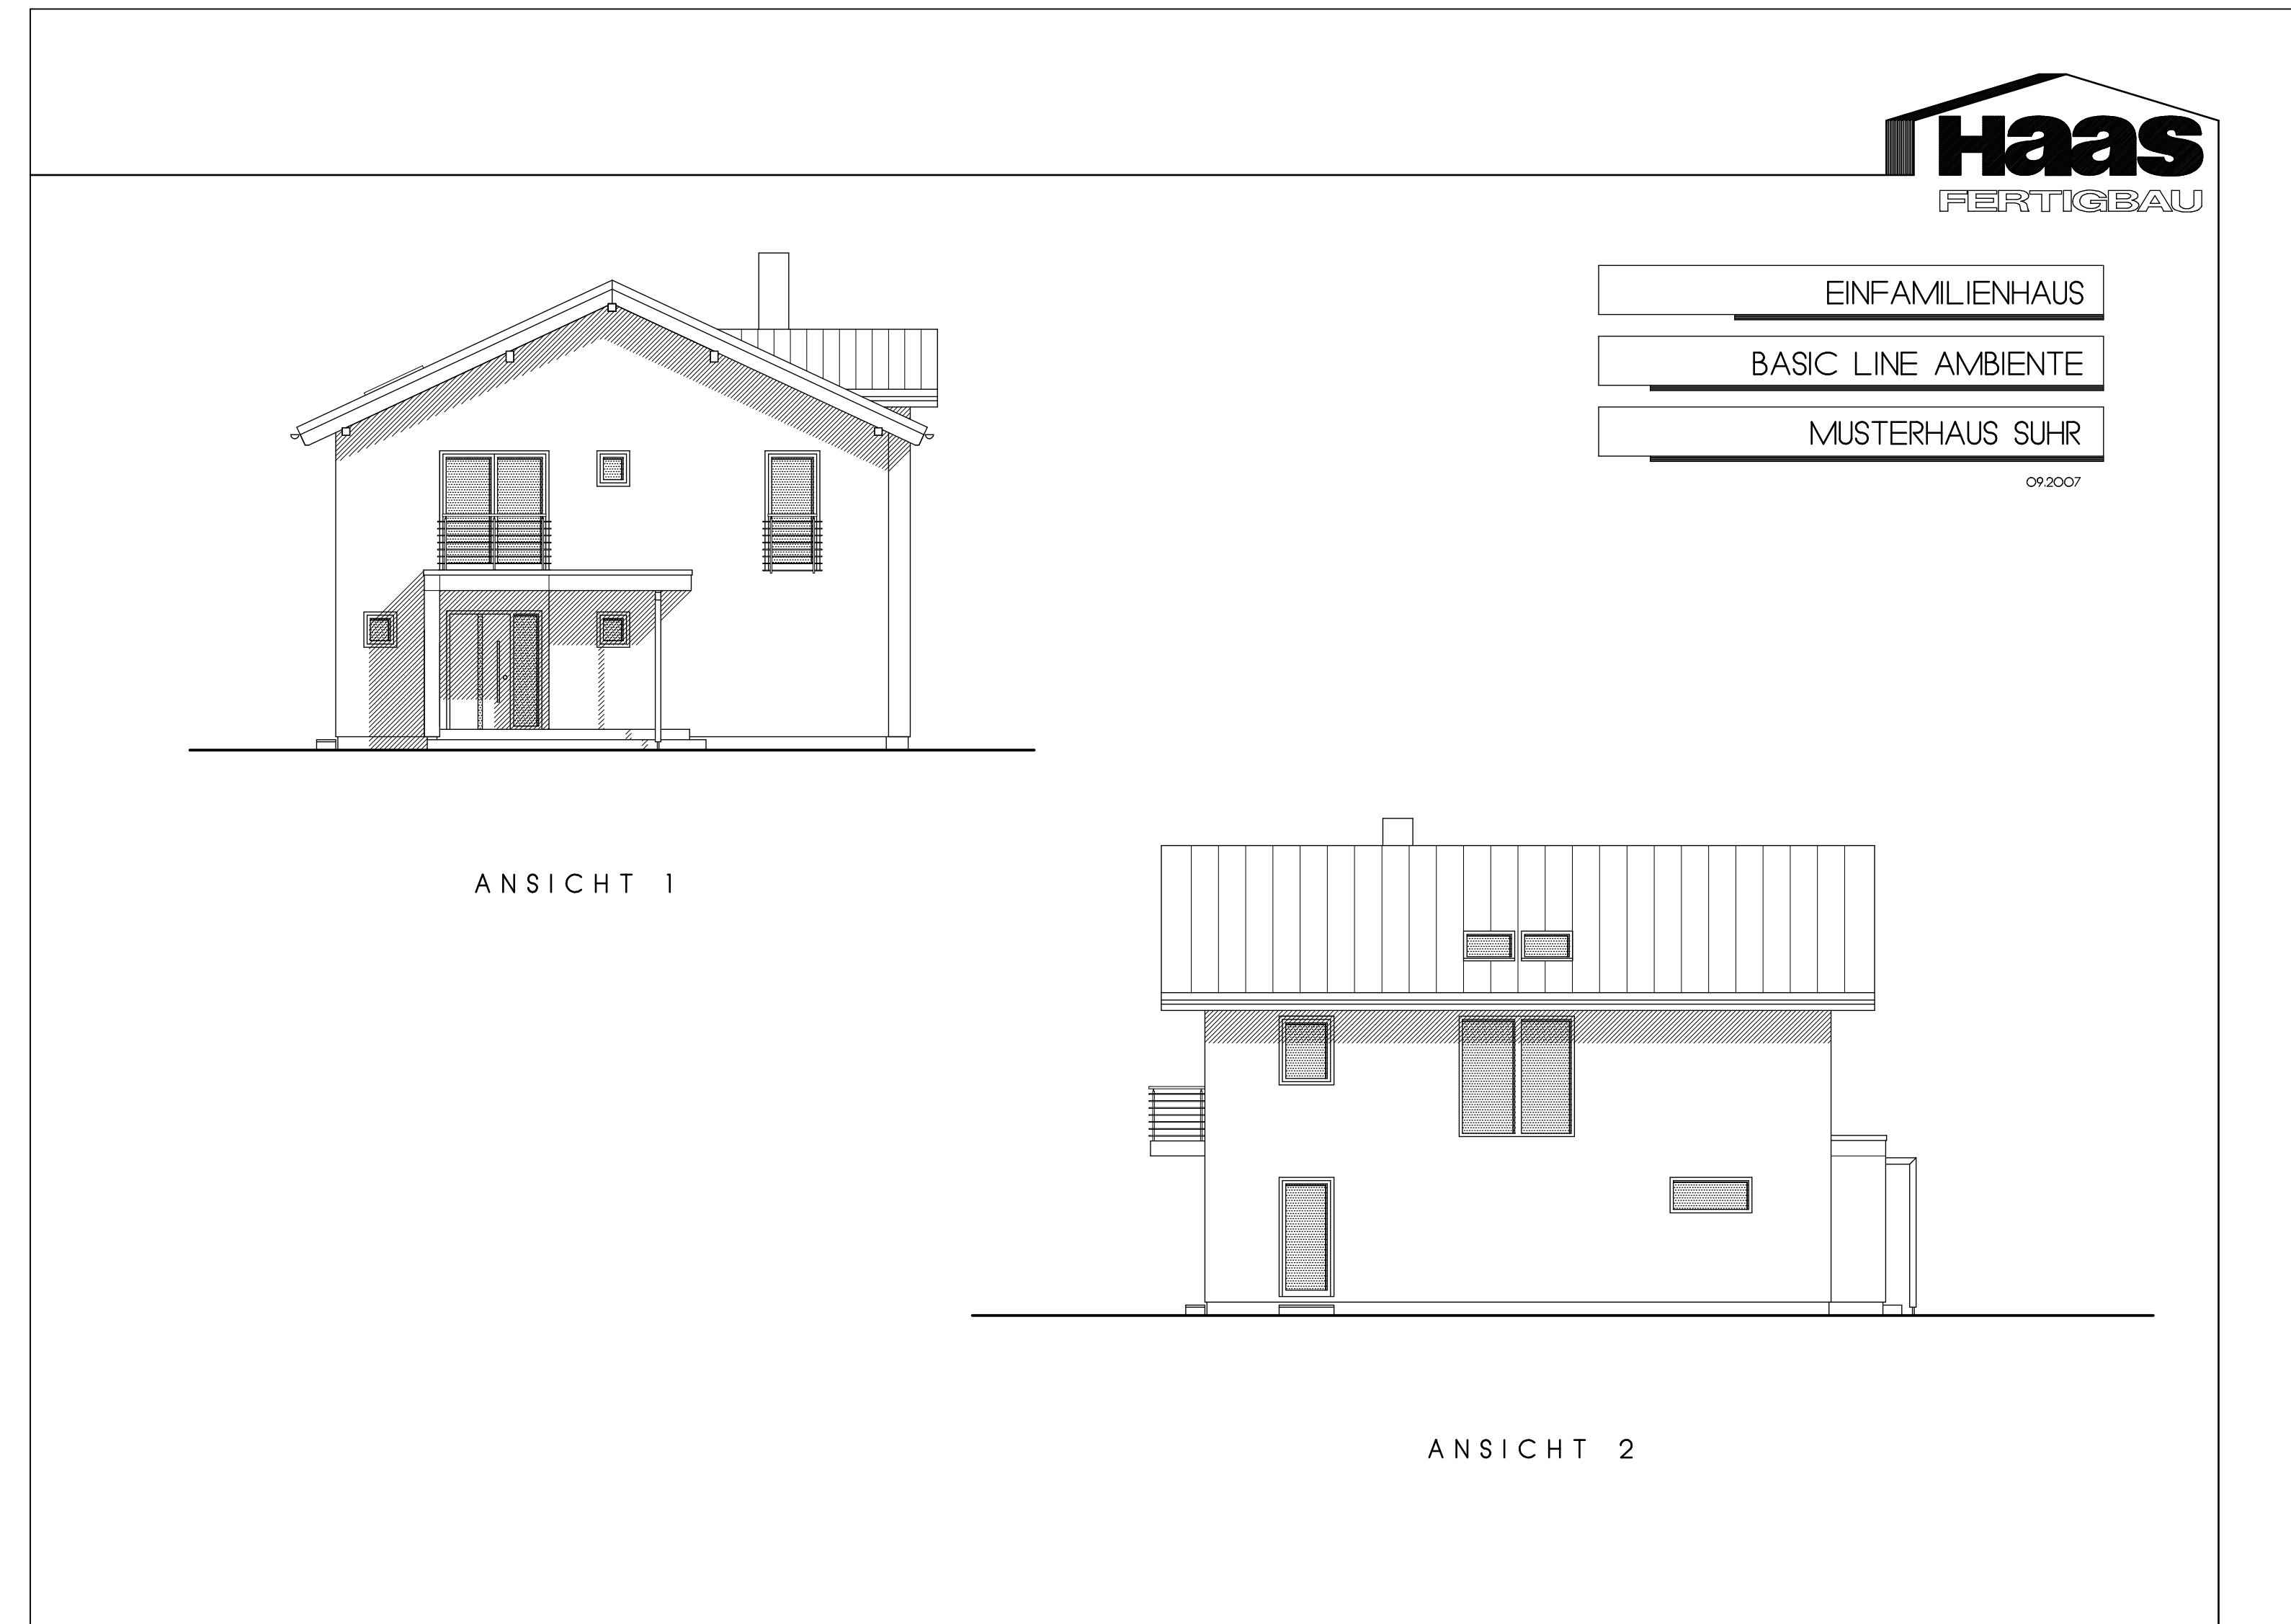 Haas
FERTIGBAU
EINFAMILIENHAUS
BASIC LINE AMBIENTE
MUSTERHAUS SUHR
09.2007
ANSICHT 1
ANSICHT 2